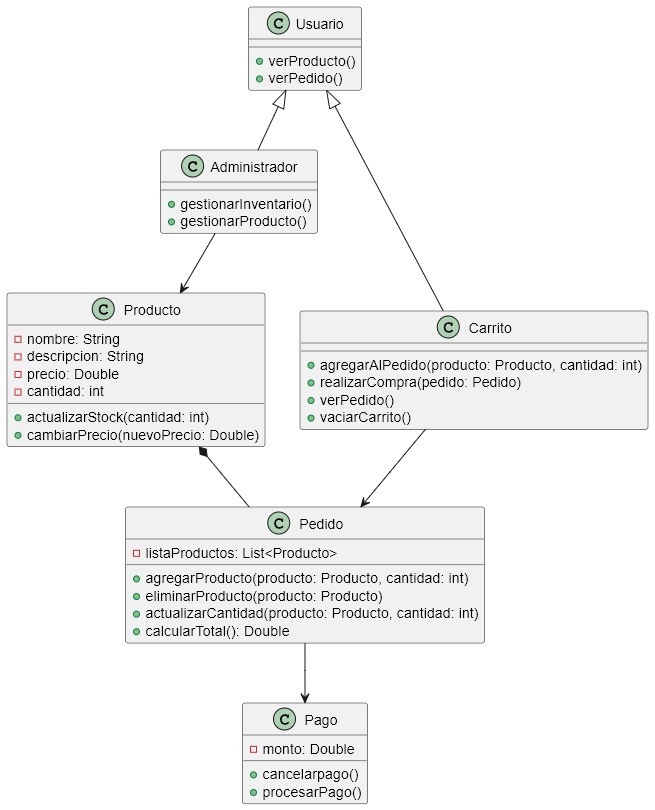 C Usuario
verProducto()
verPedido()
C Administrador
gestionarInventario()
gestionarProducto()
C Producto
nombre: String
descripcion: String
precio: Double
cantidad: int
actualizarStock(cantidad: int)
cambiarPrecio(nuevoPrecio: Double)
C Carrito
agregarAlPedido(producto: Producto, cantidad: int)
realizarCompra(pedido: Pedido)
verPedido()
vaciarCarrito()
C Pedido
listaProductos: List<Producto>
agregarProducto(producto: Producto, cantidad: int)
eliminarProducto(producto: Producto)
actualizarCantidad(producto: Producto, cantidad: int)
calcularTotal(): Double
C Pago
monto: Double
cancelarpago()
procesarPago()